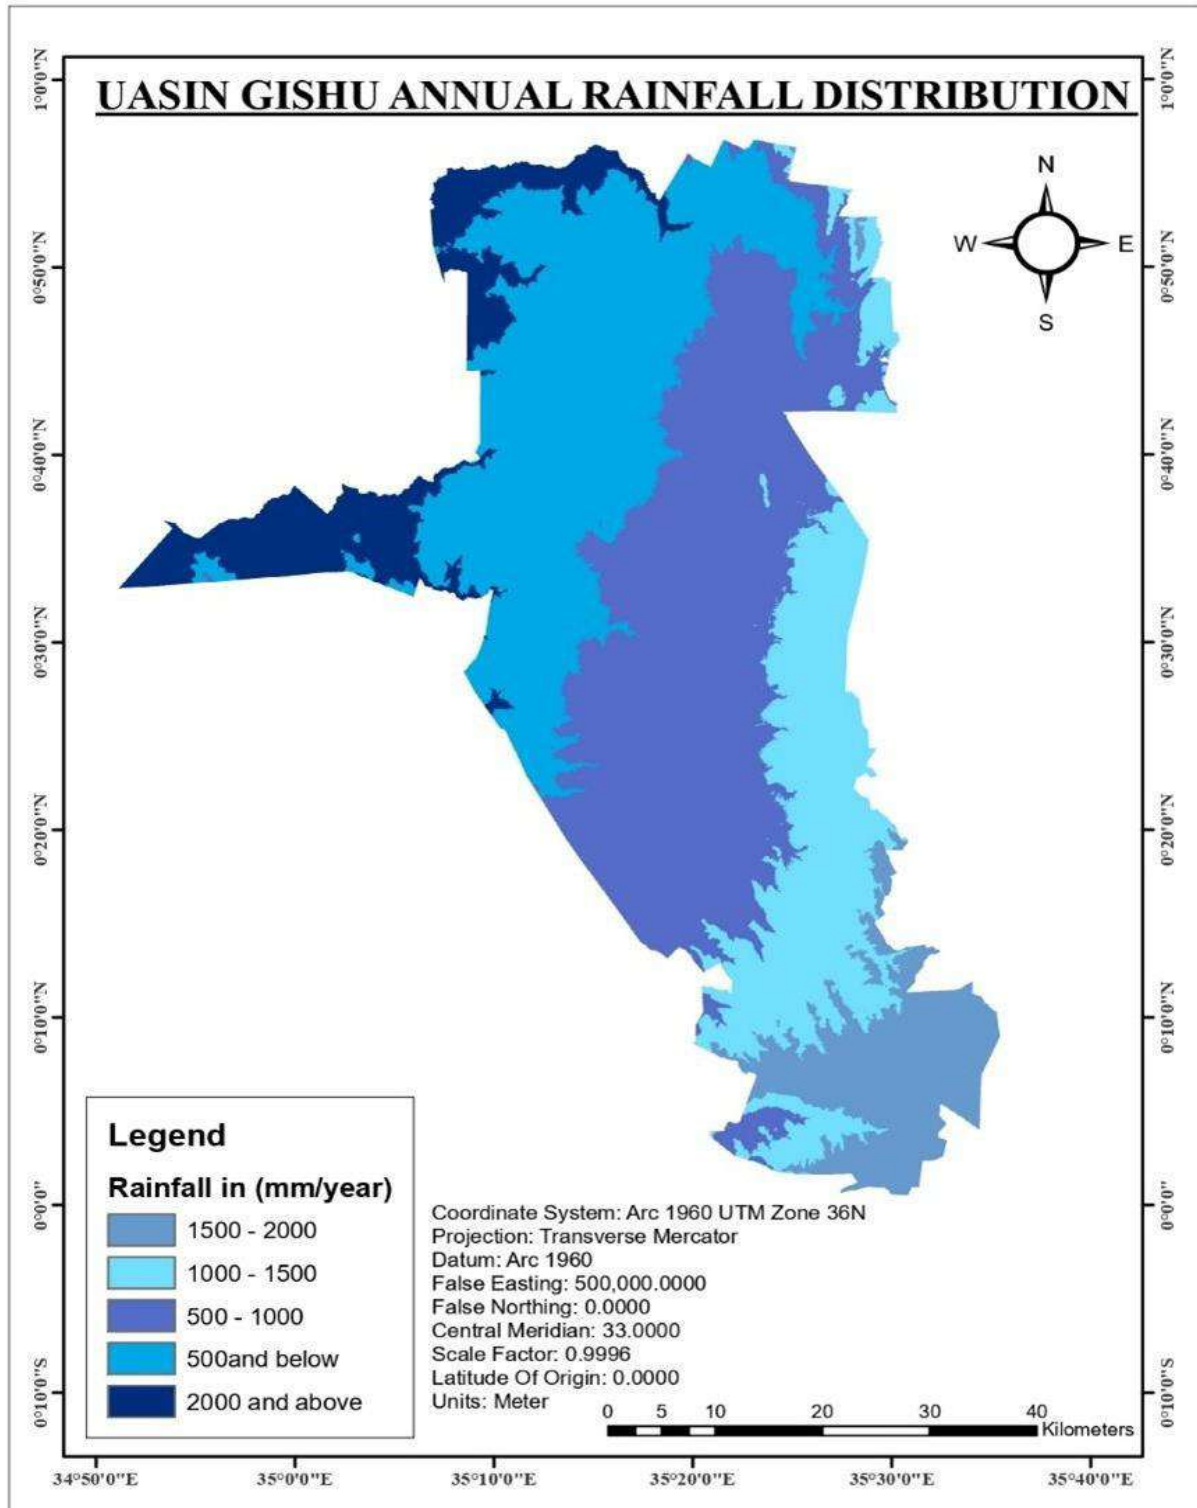 UASIN GISHU ANNUAL RAINFALL DISTRIBUTION
1°0'0"N
1°0'0"N
N
W
E
S
0°50'0"N
0°50'0"N
0°40'0"N
0°40'0"N
0°30'0"N
0°30'0"N
0°20'0"N
0°20'0"N
0°10'0"N
0°10'0"N
0°0'0"
0°0'0"
0°10'0"S
0°10'0"S
Legend
Rainfall in (mm/year)
1500 - 2000
1000 - 1500
500 - 1000
500and below
2000 and above
Coordinate System: Arc 1960 UTM Zone 36N
Projection: Transverse Mercator
Datum: Arc 1960
False Easting: 500,000.0000
False Northing: 0.0000
Central Meridian: 33.0000
Scale Factor: 0.9996
Latitude Of Origin: 0.0000
Units: Meter
0 5 10 20 30 40
Kilometers
34°50'0"E 35°0'0"E 35°10'0"E 35°20'0"E 35°30'0"E 35°40'0"E